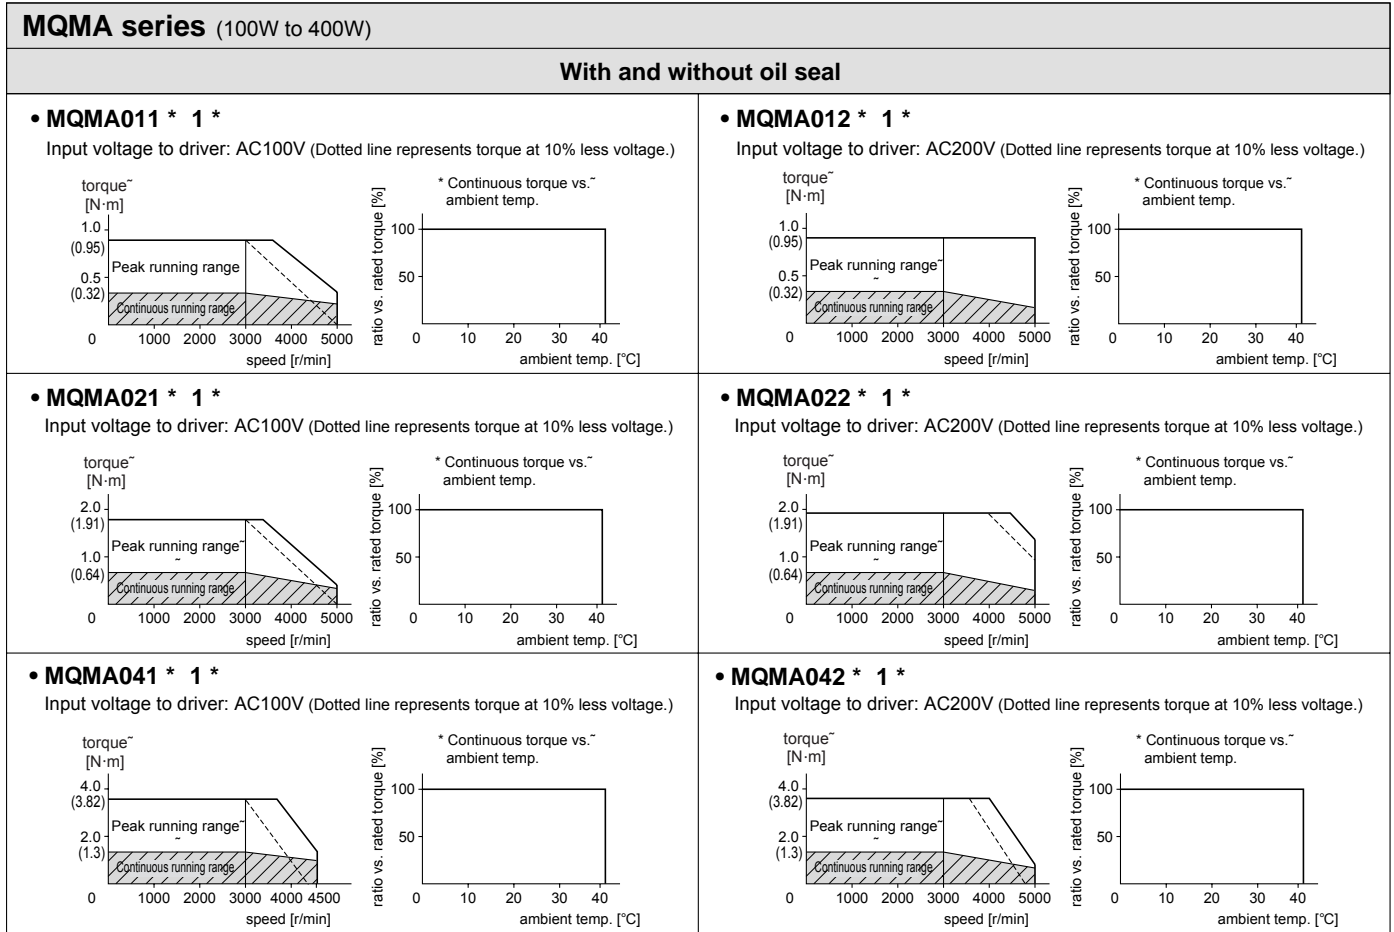 MQMA series (100W to 400W)
With and without oil seal
• MQMA011 * 1 *
Input voltage to driver: AC100V (Dotted line represents torque at 10% less voltage.)
torque˜
[N·m]
1.0
(0.95)
0.5
(0.32)
0
Peak running range
Continuous running range
1000 2000 3000 4000 5000
speed [r/min]
* Continuous torque vs.˜
ambient temp.
ratio vs. rated torque [%]
100
50
0 10 20 30 40
ambient temp. [°C]
• MQMA012 * 1 *
Input voltage to driver: AC200V (Dotted line represents torque at 10% less voltage.)
torque˜
[N·m]
1.0
(0.95)
0.5
(0.32)
0
Peak running range˜
˜
Continuous running range
1000 2000 3000 4000 5000
speed [r/min]
* Continuous torque vs.˜
ambient temp.
ratio vs. rated torque [%]
100
50
0 10 20 30 40
ambient temp. [°C]
• MQMA021 * 1 *
Input voltage to driver: AC100V (Dotted line represents torque at 10% less voltage.)
torque˜
[N·m]
2.0
(1.91)
1.0
(0.64)
0
Peak running range˜
˜
Continuous running range
1000 2000 3000 4000 5000
speed [r/min]
* Continuous torque vs.˜
ambient temp.
ratio vs. rated torque [%]
100
50
0 10 20 30 40
ambient temp. [°C]
• MQMA022 * 1 *
Input voltage to driver: AC200V (Dotted line represents torque at 10% less voltage.)
torque˜
[N·m]
2.0
(1.91)
1.0
(0.64)
0
Peak running range˜
˜
Continuous running range
1000 2000 3000 4000 5000
speed [r/min]
* Continuous torque vs.˜
ambient temp.
ratio vs. rated torque [%]
100
50
0 10 20 30 40
ambient temp. [°C]
• MQMA041 * 1 *
Input voltage to driver: AC100V (Dotted line represents torque at 10% less voltage.)
torque˜
[N·m]
4.0
(3.82)
2.0
(1.3)
0
Peak running range˜
˜
Continuous running range
1000 2000 3000 4000 4500
speed [r/min]
* Continuous torque vs.˜
ambient temp.
ratio vs. rated torque [%]
100
50
0 10 20 30 40
ambient temp. [°C]
• MQMA042 * 1 *
Input voltage to driver: AC200V (Dotted line represents torque at 10% less voltage.)
torque˜
[N·m]
4.0
(3.82)
2.0
(1.3)
0
Peak running range˜
˜
Continuous running range
1000 2000 3000 4000 5000
speed [r/min]
* Continuous torque vs.˜
ambient temp.
ratio vs. rated torque [%]
100
50
0 10 20 30 40
ambient temp. [°C]